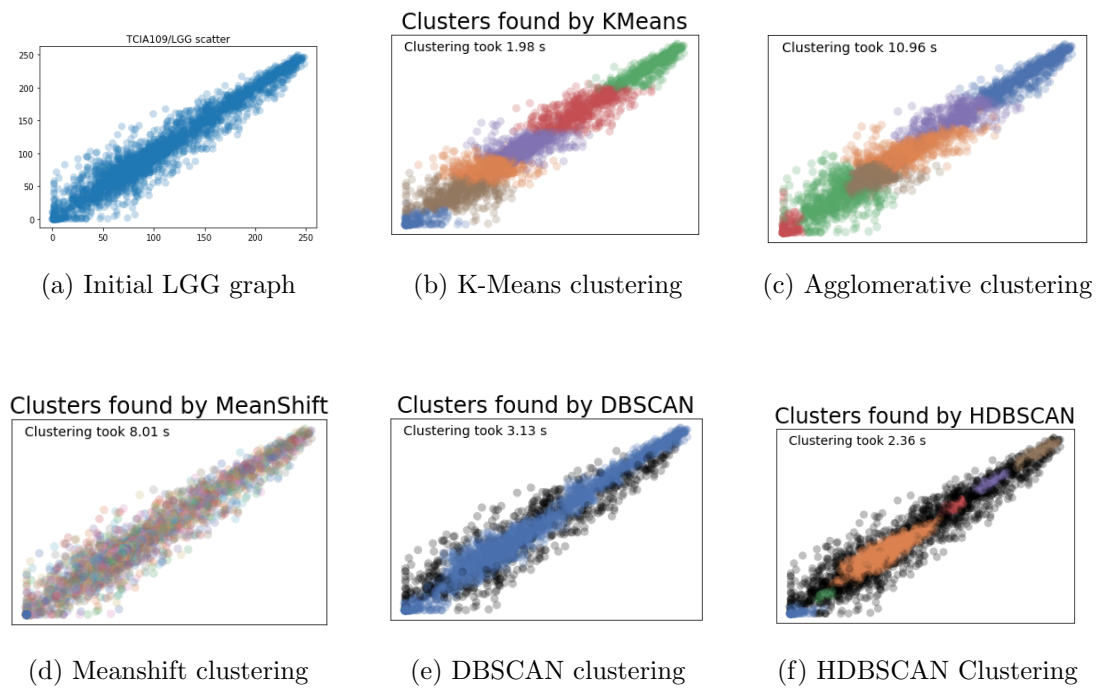 Clusters found by KMeans
TCIA109/LGG scatter
Clustering took 1.98 s
Clustering took 10.96 s
250
200
150
100
50
0
0 50 100 150 200 250
(a) Initial LGG graph
(b) K-Means clustering
(c) Agglomerative clustering
Clusters found by MeanShift
Clusters found by DBSCAN
Clusters found by HDBSCAN
Clustering took 8.01 s
Clustering took 3.13 s
Clustering took 2.36 s
(d) Meanshift clustering
(e) DBSCAN clustering
(f) HDBSCAN Clustering